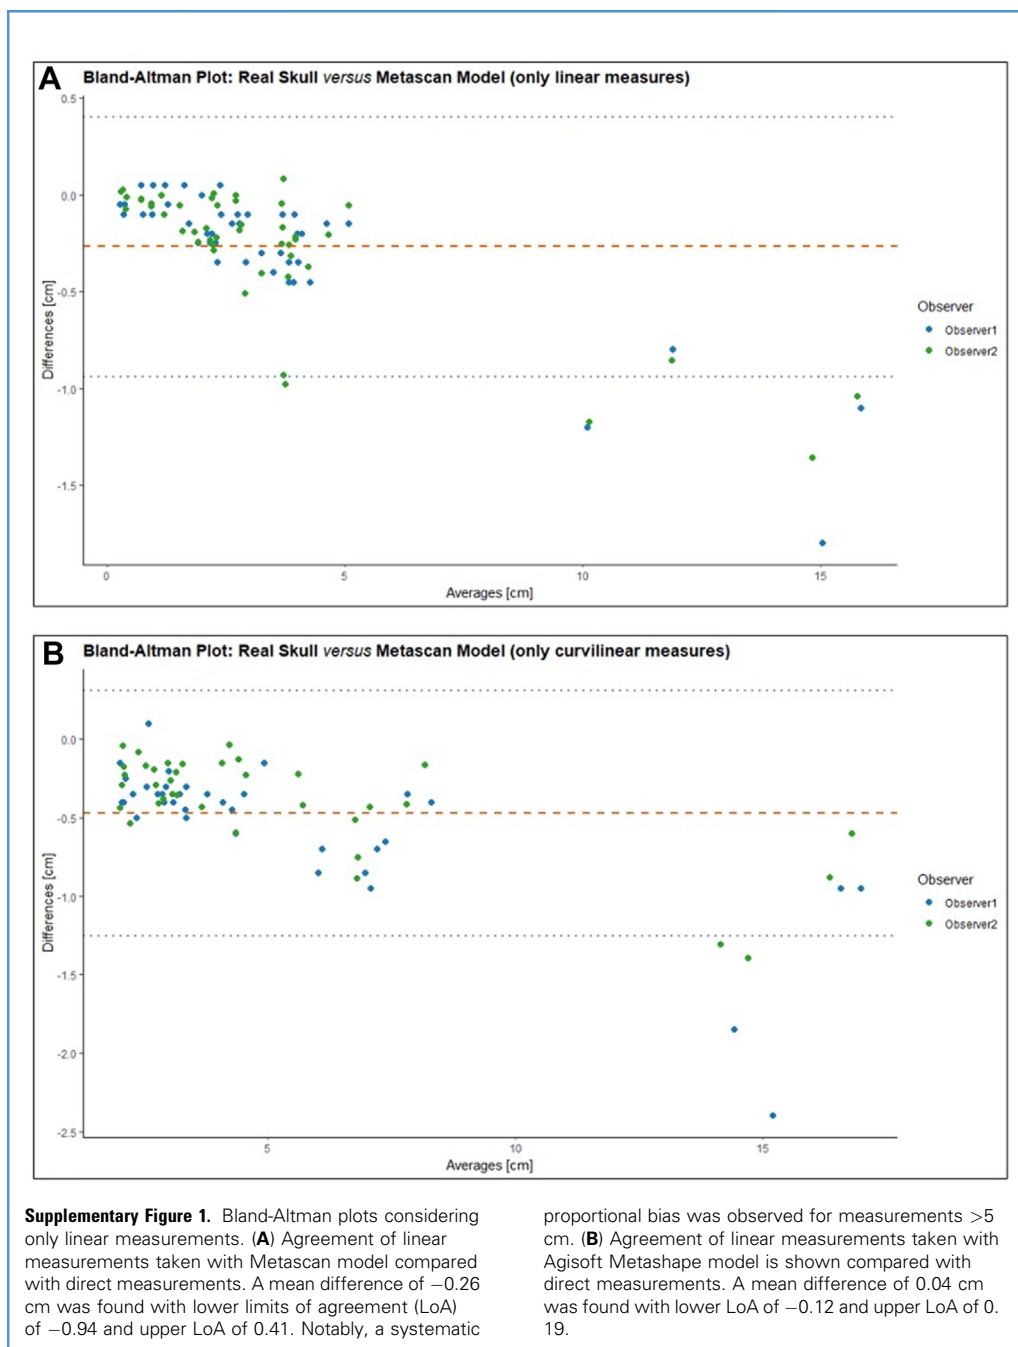 A
Bland-Altman Plot: Real Skull versus Metascan Model (only linear measures)
0.5
0.0
-0.5
-1.0
-1.5
Differences [cm]
0
5
10
15
Averages [cm]
Observer
Observer1
Observer2
B
Bland-Altman Plot: Real Skull versus Metascan Model (only curvilinear measures)
0.0
-0.5
-1.0
-1.5
-2.0
-2.5
Differences [cm]
5
10
15
Averages [cm]
Observer
Observer1
Observer2
Supplementary Figure 1. Bland-Altman plots considering
only linear measurements. (A) Agreement of linear
measurements taken with Metascan model compared
with direct measurements. A mean difference of −0.26
cm was found with lower limits of agreement (LoA)
of −0.94 and upper LoA of 0.41. Notably, a systematic
proportional bias was observed for measurements >5
cm. (B) Agreement of linear measurements taken with
Agisoft Metashape model is shown compared with
direct measurements. A mean difference of 0.04 cm
was found with lower LoA of −0.12 and upper LoA of 0.
19.